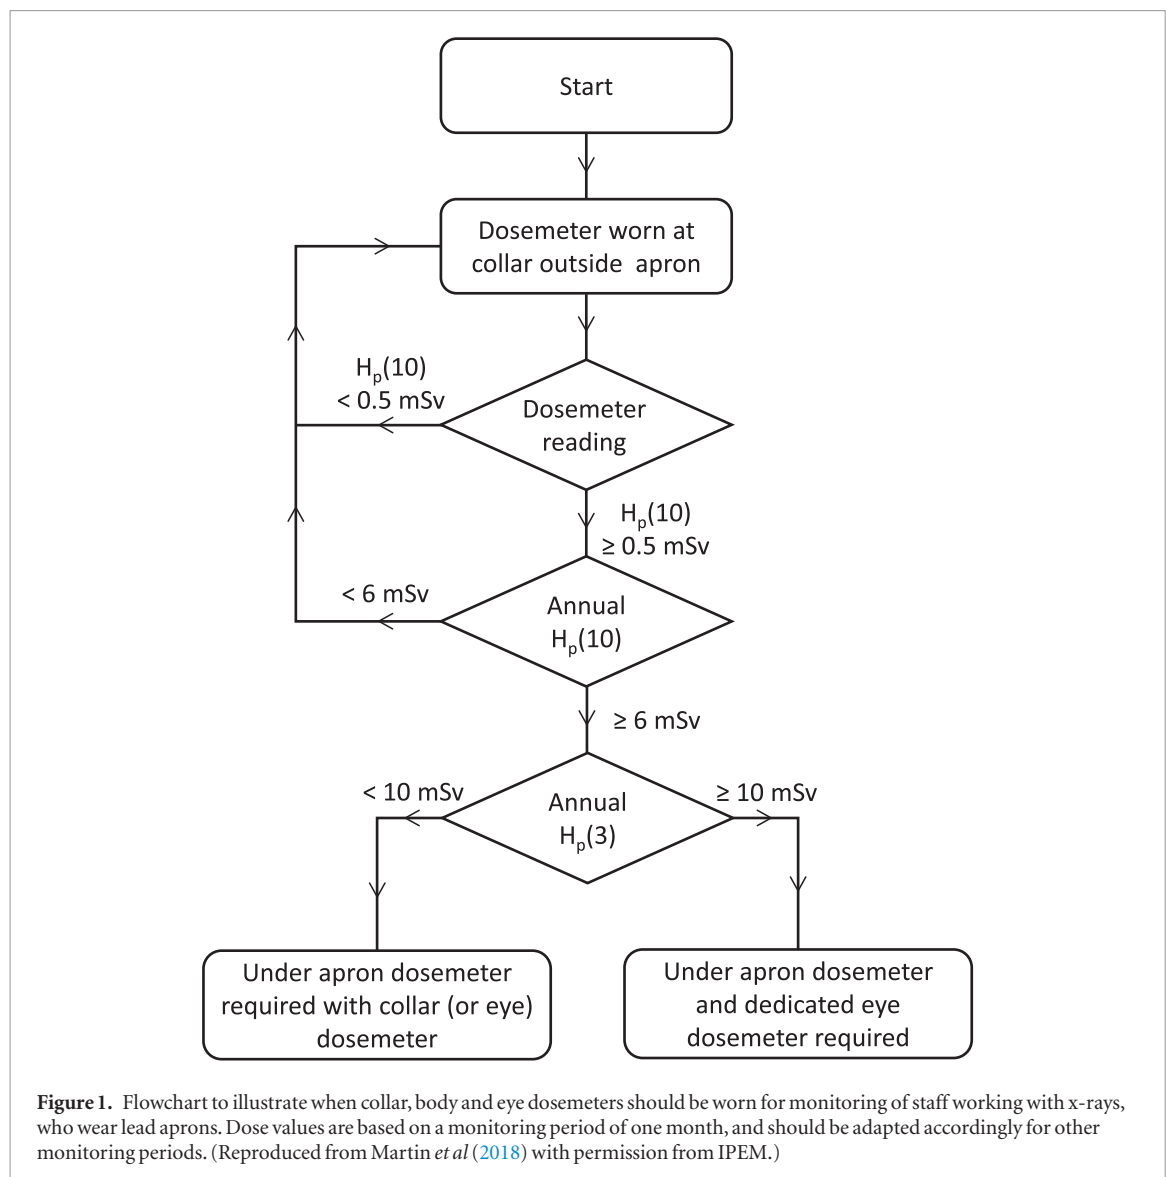 Start
Dosemeter worn at
collar outside apron
Hp(10)
< 0.5 mSv
Dosemeter
reading
Hp(10)
≥ 0.5 mSv
< 6 mSv
Annual
Hp(10)
≥ 6 mSv
< 10 mSv
Annual
Hp(3)
≥ 10 mSv
Under apron dosemeter
required with collar (or eye)
dosemeter
Under apron dosemeter
and dedicated eye
dosemeter required
Figure 1. Flowchart to illustrate when collar, body and eye dosemeters should be worn for monitoring of staff working with x-rays,
who wear lead aprons. Dose values are based on a monitoring period of one month, and should be adapted accordingly for other
monitoring periods. (Reproduced from Martin et al (2018) with permission from IPEM.)